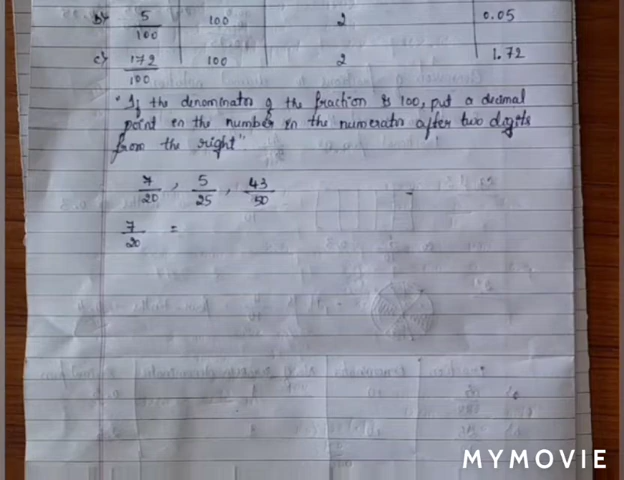 b) 5/100 100 2 0.05
c) 172/100 100 2 1.72
"If the denominator of the fraction is 100, put a decimal
point in the number in the numerator after two digits
from the right"
7/20 , 5/25 , 43/50
7/20 =
MYMOVIE